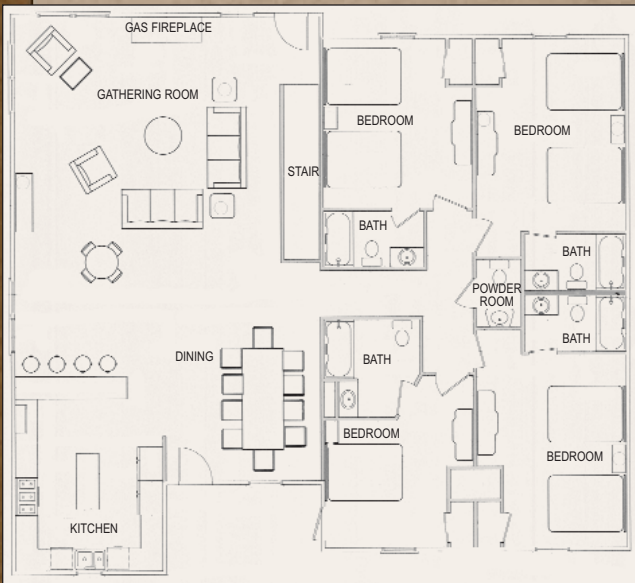 GAS FIREPLACE
GATHERING ROOM
BEDROOM
BEDROOM
STAIR
BATH
BATH
POWDER
ROOM
BATH
DINING
BATH
BEDROOM
BEDROOM
KITCHEN